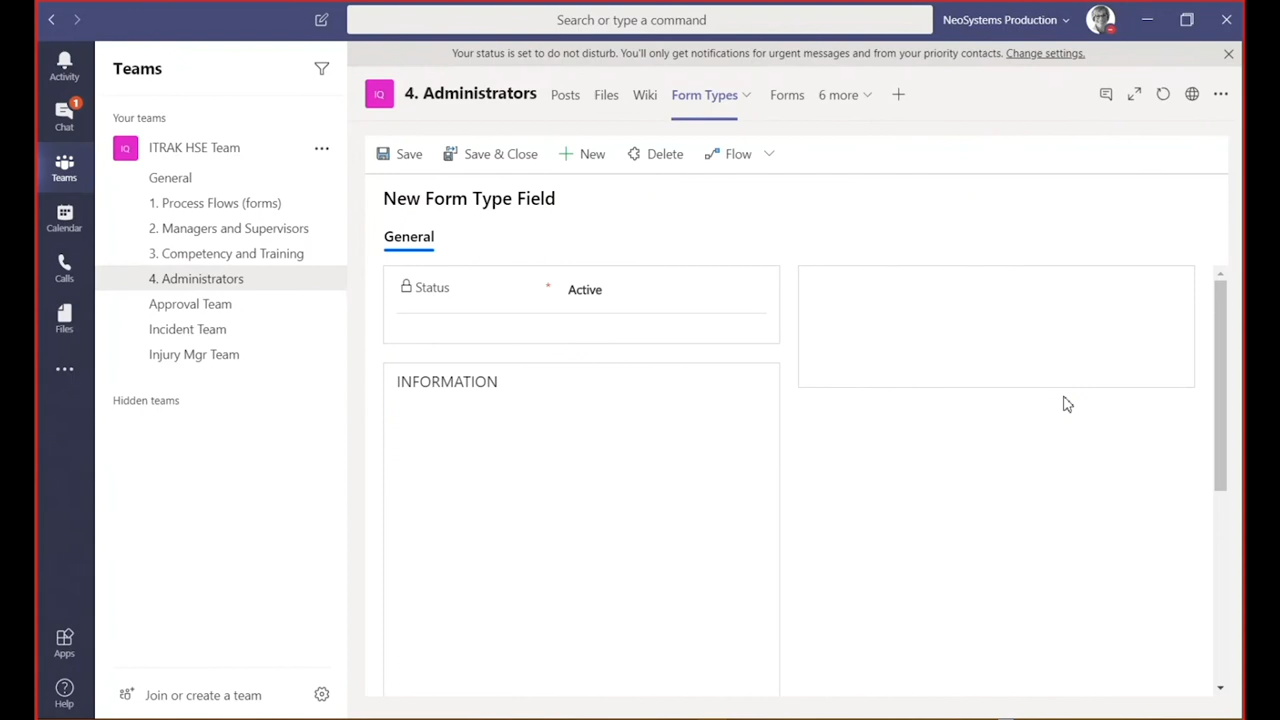 Search or type a command
NeoSystems Production
Activity
1
Chat
Teams
Calendar
Calls
Files
Apps
Help
Teams
Your teams
IQ
ITRAK HSE Team
General
1. Process Flows (forms)
2. Managers and Supervisors
3. Competency and Training
4. Administrators
Approval Team
Incident Team
Injury Mgr Team
Hidden teams
Join or create a team
Your status is set to do not disturb. You'll only get notifications for urgent messages and from your priority contacts. Change settings.
IQ 4. Administrators Posts Files Wiki Form Types Forms 6 more
Save Save & Close New Delete Flow
New Form Type Field
General
Status * Active
INFORMATION